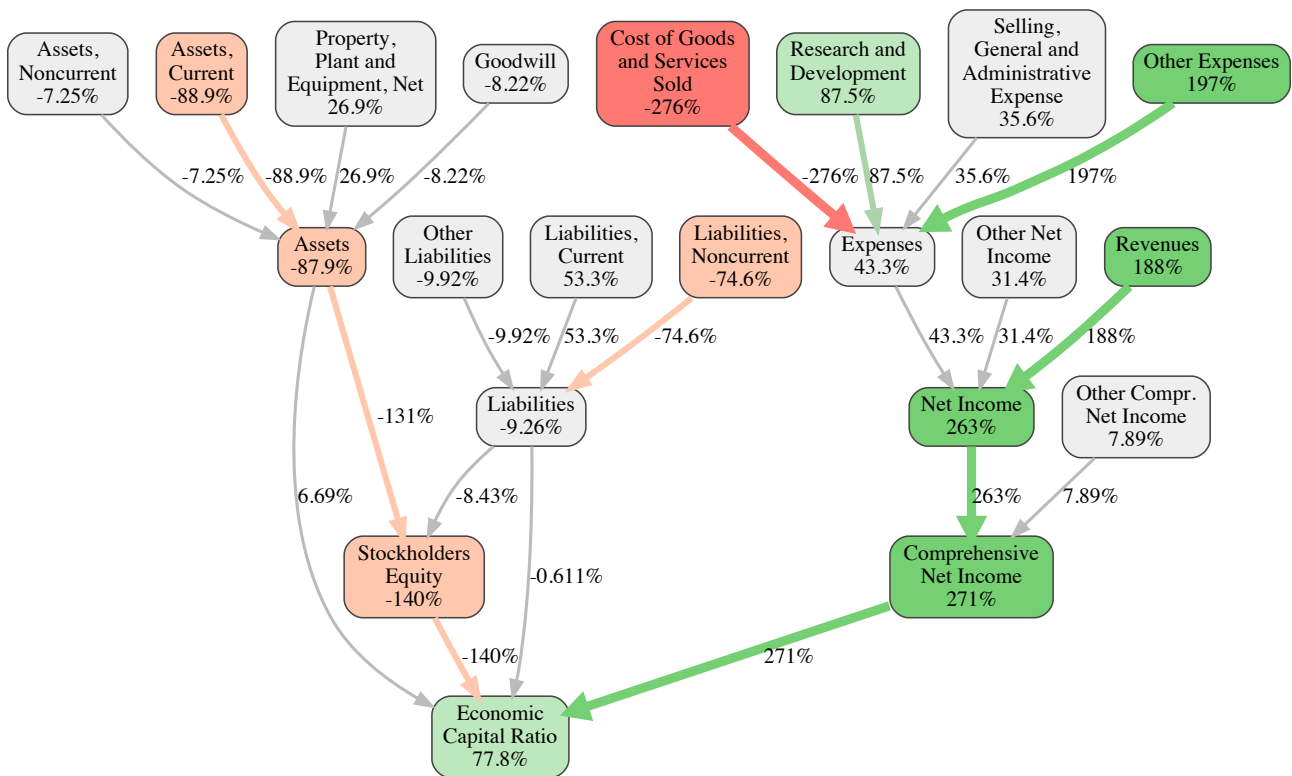 Assets,
Noncurrent
-7.25%
Assets,
Current
-88.9%
Property,
Plant and
Equipment, Net
26.9%
Goodwill
-8.22%
Cost of Goods
and Services
Sold
-276%
Research and
Development
87.5%
Selling,
General and
Administrative
Expense
35.6%
Other Expenses
197%
-7.25%
-88.9%
26.9%
-8.22%
-276%
87.5%
35.6%
197%
Assets
-87.9%
Other
Liabilities
-9.92%
Liabilities,
Current
53.3%
Liabilities,
Noncurrent
-74.6%
Expenses
43.3%
Other Net
Income
31.4%
Revenues
188%
-9.92%
53.3%
-74.6%
43.3%
31.4%
188%
-131%
Liabilities
-9.26%
Net Income
263%
Other Compr.
Net Income
7.89%
6.69%
-8.43%
263%
7.89%
Stockholders
Equity
-140%
-0.611%
Comprehensive
Net Income
271%
-140%
271%
Economic
Capital Ratio
77.8%